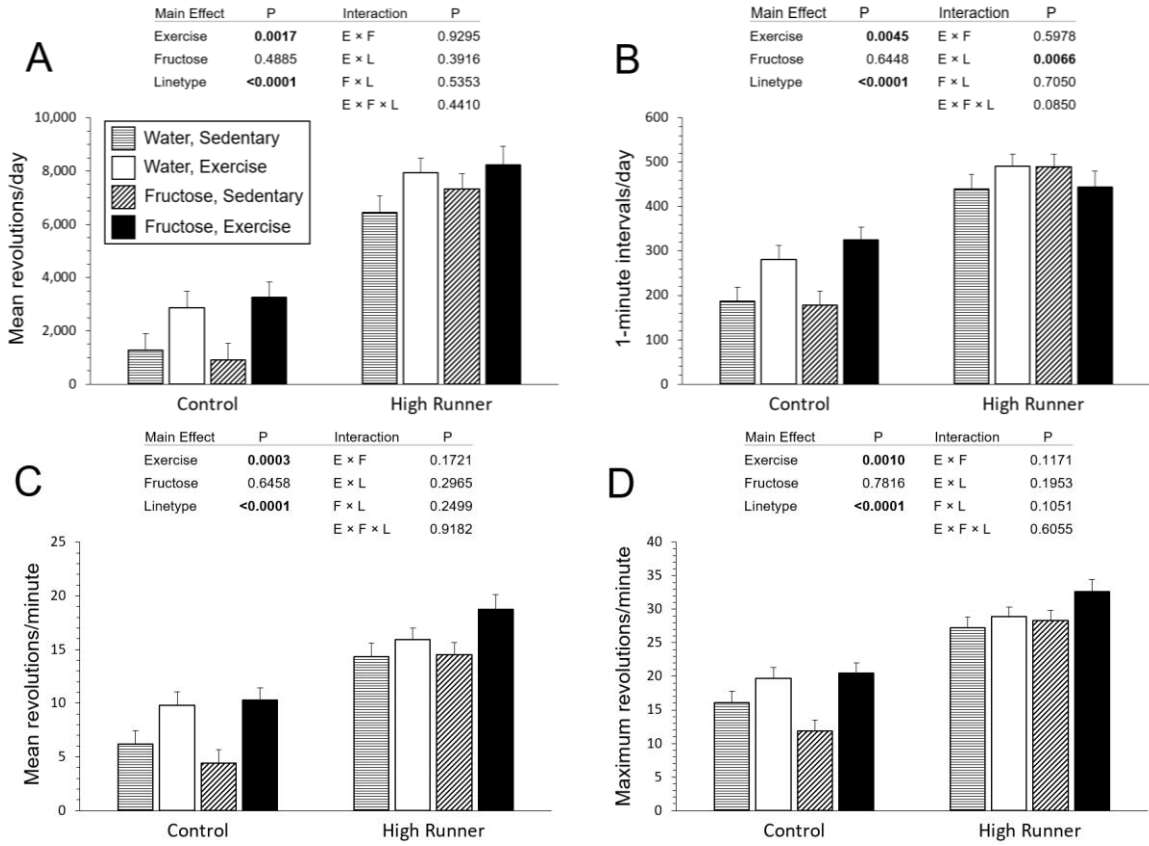 Main Effect P Interaction P
Exercise 0.0017 E × F 0.9295
Fructose 0.4885 E × L 0.3916
Linetype <0.0001 F × L 0.5353
E × F × L 0.4410
A
Mean revolutions/day
10,000
8,000
6,000
4,000
2,000
0
Water, Sedentary
Water, Exercise
Fructose, Sedentary
Fructose, Exercise
Control High Runner
Main Effect P Interaction P
Exercise 0.0045 E × F 0.5978
Fructose 0.6448 E × L 0.0066
Linetype <0.0001 F × L 0.7050
E × F × L 0.0850
B
1-minute intervals/day
600
500
400
300
200
100
0
Control High Runner
Main Effect P Interaction P
Exercise 0.0003 E × F 0.1721
Fructose 0.6458 E × L 0.2965
Linetype <0.0001 F × L 0.2499
E × F × L 0.9182
C
Mean revolutions/minute
25
20
15
10
5
0
Control High Runner
Main Effect P Interaction P
Exercise 0.0010 E × F 0.1171
Fructose 0.7816 E × L 0.1953
Linetype <0.0001 F × L 0.1051
E × F × L 0.6055
D
Maximum revolutions/minute
40
35
30
25
20
15
10
5
0
Control High Runner